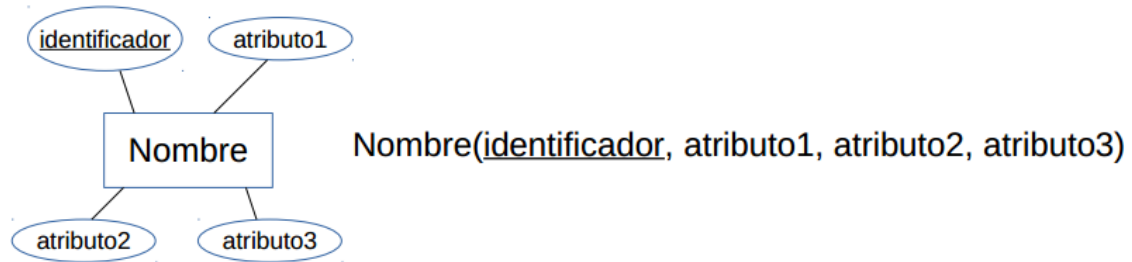 identificador
atributo1
Nombre
Nombre(identificador, atributo1, atributo2, atributo3)
atributo2
atributo3